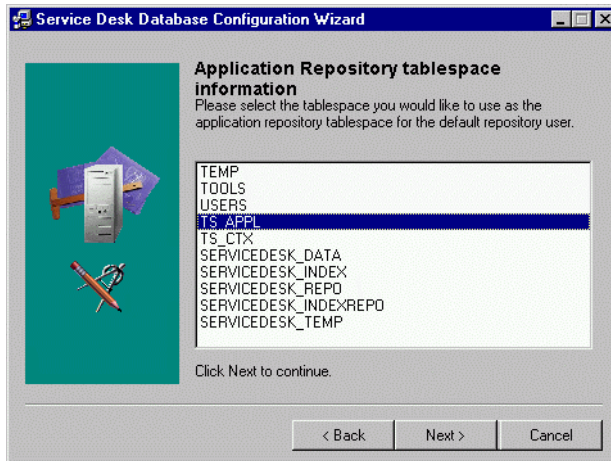 Service Desk Database Configuration Wizard
Application Repository tablespace
information
Please select the tablespace you would like to use as the
application repository tablespace for the default repository user.
TEMP
TOOLS
USERS
TS_APPL
TS_CTX
SERVICEDESK_DATA
SERVICEDESK_INDEX
SERVICEDESK_REPO
SERVICEDESK_INDEXREPO
SERVICEDESK_TEMP
Click Next to continue.
< Back
Next >
Cancel